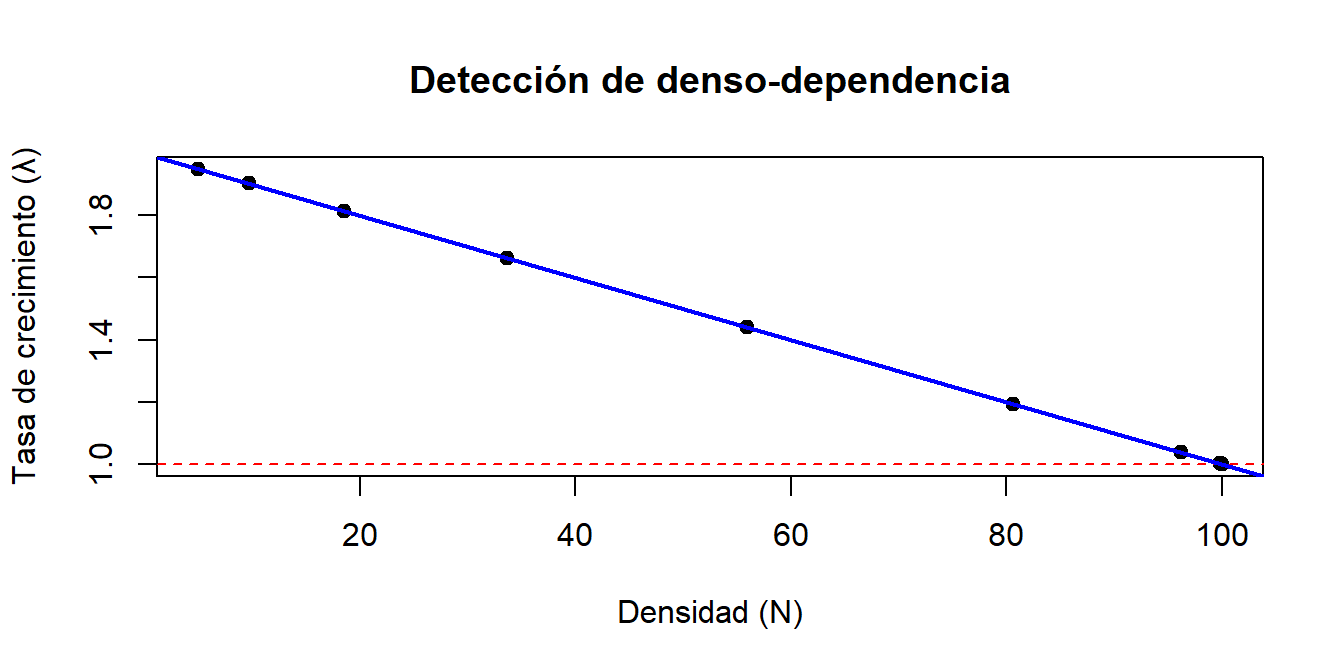 Detección de denso-dependencia
Tasa de crecimiento (λ)
1.8
1.4
1.0
20 40 60 80 100
Densidad (N)